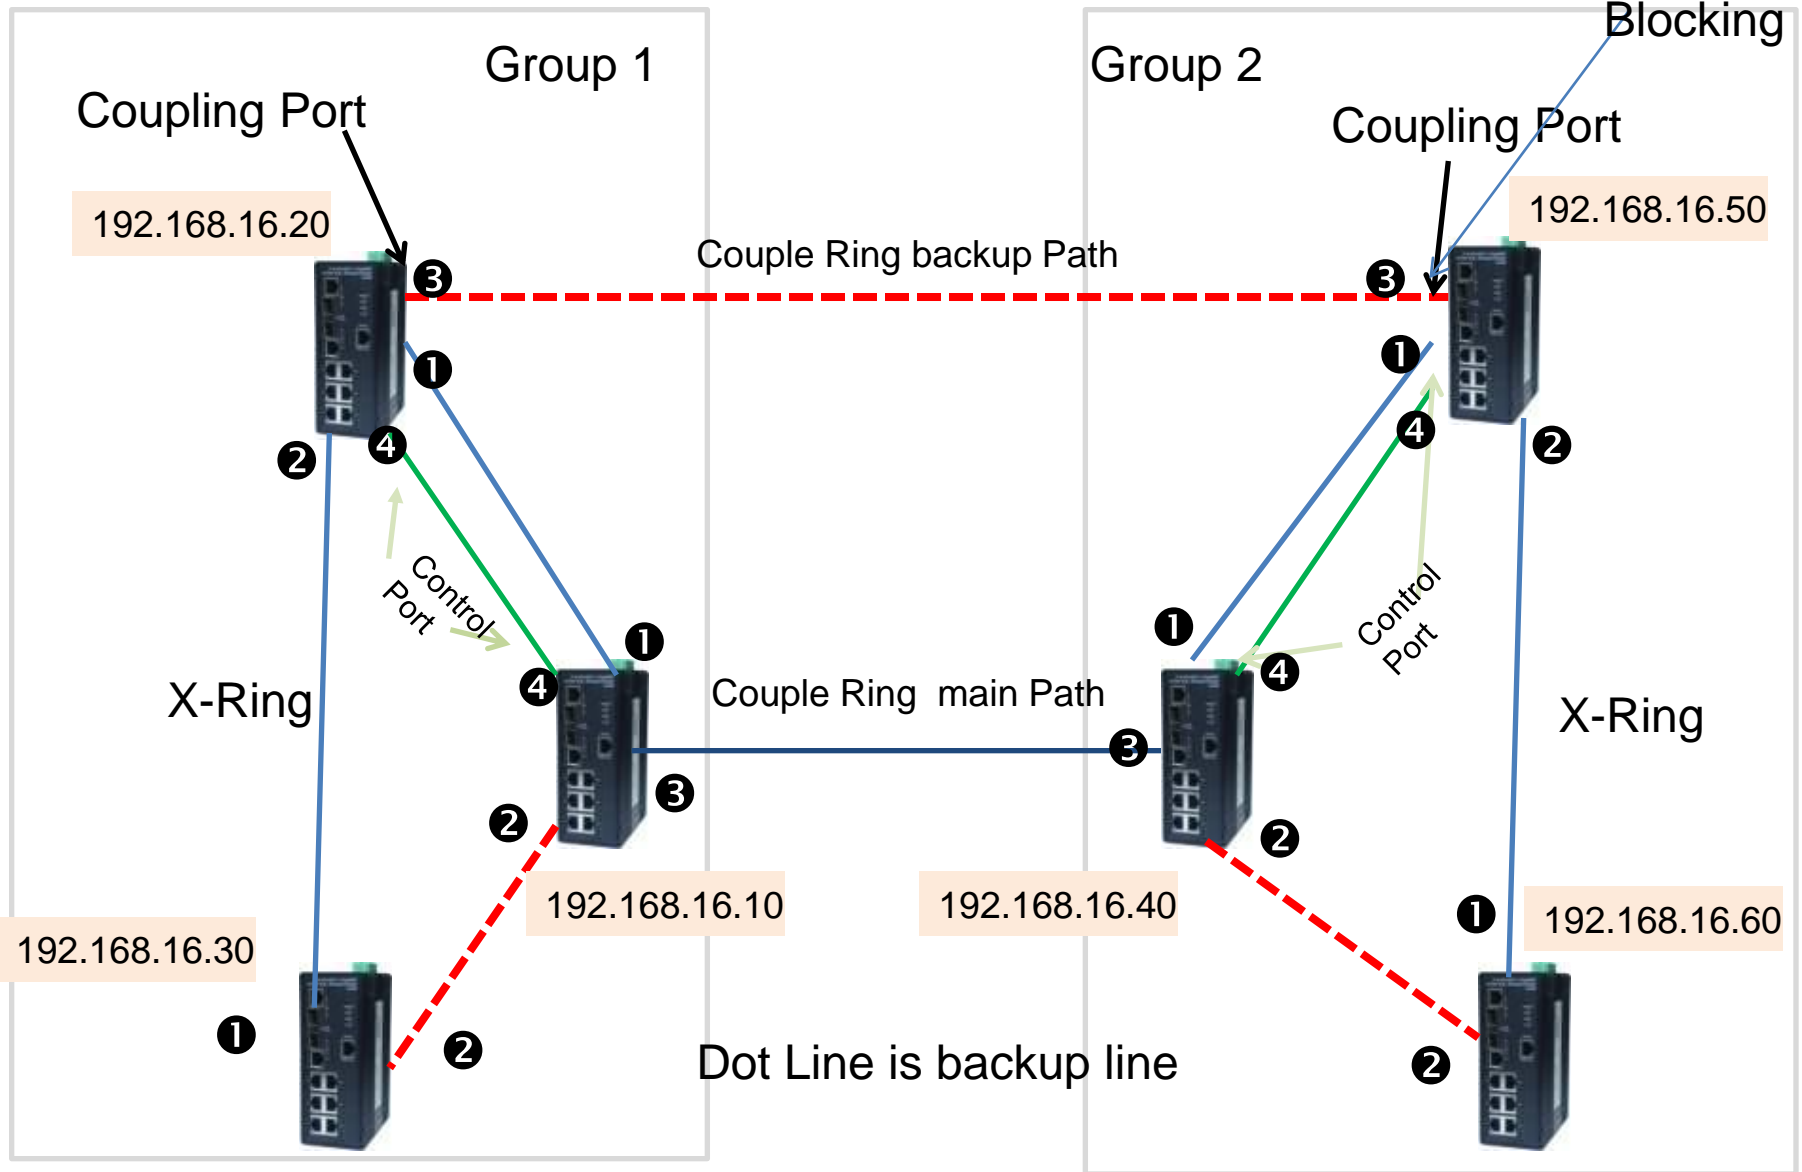 Blocking
Group 1
Group 2
Coupling Port
Coupling Port
192.168.16.20
192.168.16.50
Couple Ring backup Path
❸
❸
❶
❶
❹
❹
❷
❷
Control
Port
Control
Port
❶
❶
❹
❹
X-Ring
Couple Ring  main Path
X-Ring
❸
❸
❷
❷
192.168.16.10
192.168.16.40
❶
192.168.16.60
192.168.16.30
❶
❷
Dot Line is backup line
❷